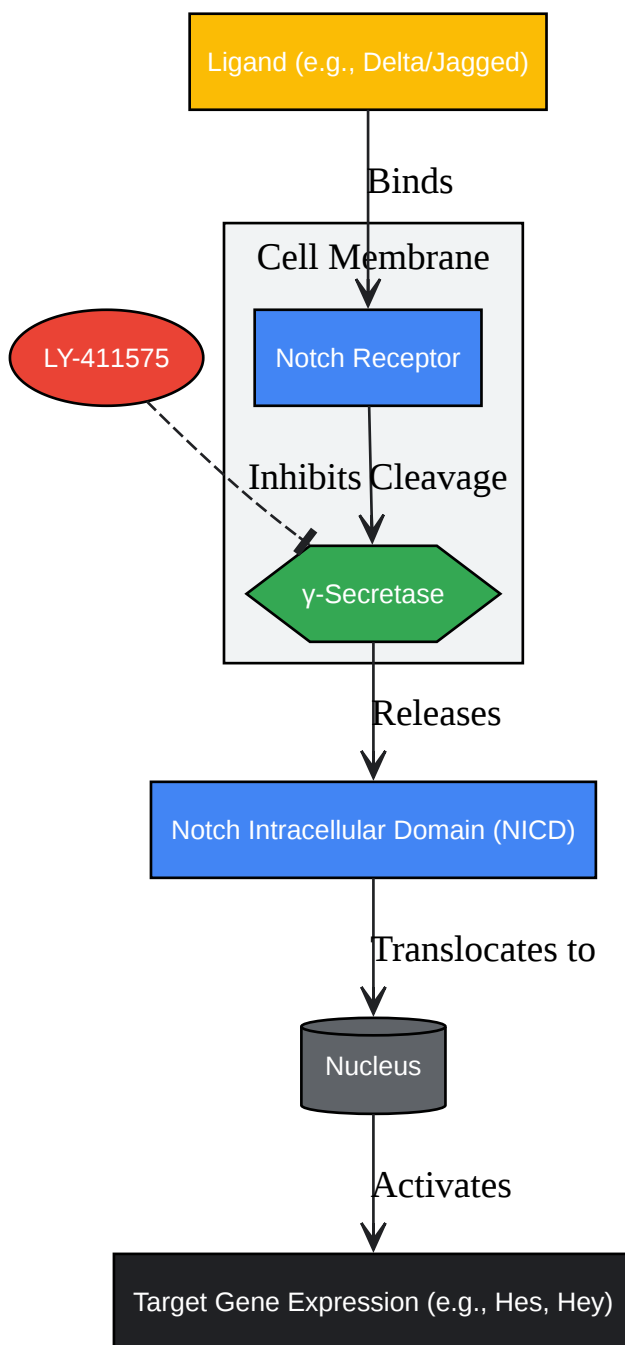 Ligand (e.g., Delta/Jagged)
Binds
Cell Membrane
LY-411575
Notch Receptor
Inhibits
Cleavage
γ-Secretase
Releases
Notch Intracellular Domain (NICD)
Translocates to
Nucleus
Activates
Target Gene Expression (e.g., Hes, Hey)